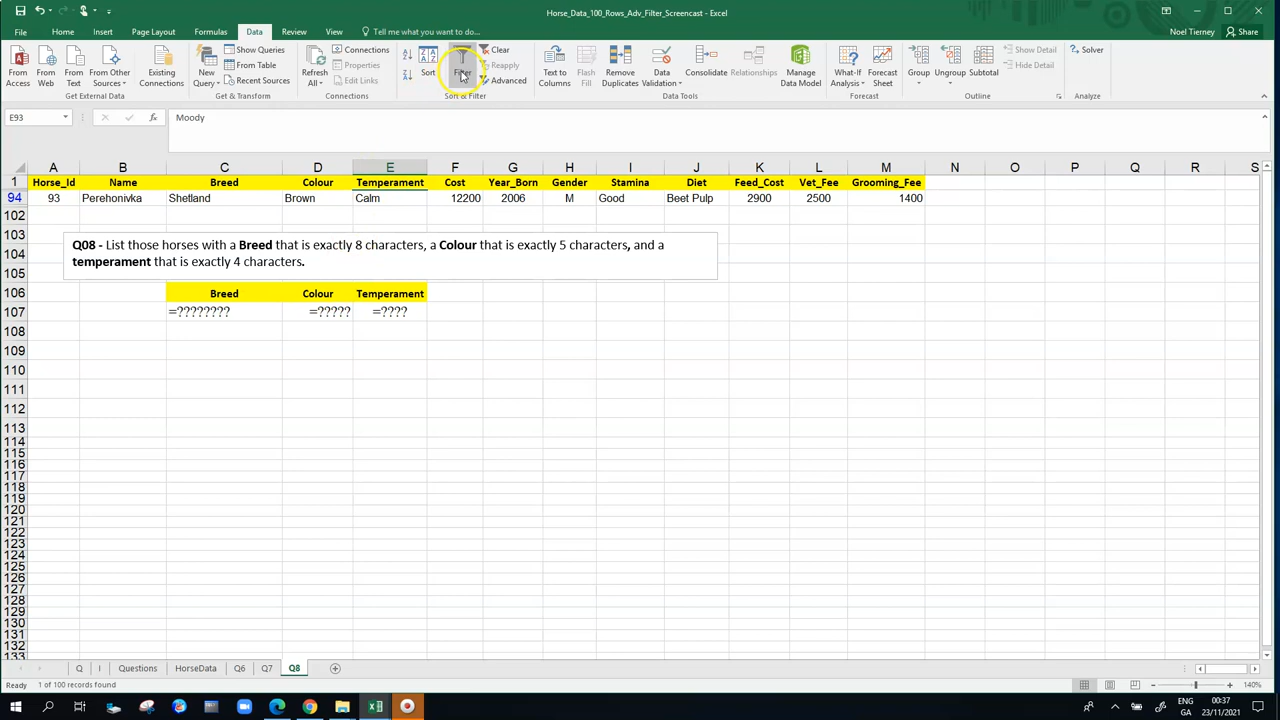 Horse_Data_100_Rows_Adv_Filter_Screencast - Excel
Noel Tierney
Share
File Home Insert Page Layout Formulas Data Review View Tell me what you want to do...
From Access
From Web
From Text
From Other Sources
Existing Connections
Get External Data
New Query
Show Queries
From Table
Recent Sources
Get & Transform
Refresh All
Connections
Properties
Edit Links
Connections
Sort
Filter
Clear
Reapply
Advanced
Sort & Filter
Text to Columns
Flash Fill
Remove Duplicates
Data Validation
Consolidate
Relationships
Manage Data Model
Data Tools
What-If Analysis
Forecast Sheet
Forecast
Group
Ungroup
Subtotal
Show Detail
Hide Detail
Outline
Solver
Analyze
E93 fx Moody
A B C D E F G H I J K L M N O P Q R S
1 Horse_Id Name Breed Colour Temperament Cost Year_Born Gender Stamina Diet Feed_Cost Vet_Fee Grooming_Fee
94 93 Perehonivka Shetland Brown Calm 12200 2006 M Good Beet Pulp 2900 2500 1400
102
103
Q08 - List those horses with a Breed that is exactly 8 characters, a Colour that is exactly 5 characters, and a
104
temperament that is exactly 4 characters.
105
106 Breed Colour Temperament
107 =???????? =????? =????
108
109
110
111
112
113
114
115
116
117
118
119
120
121
122
123
124
125
126
127
128
129
130
131
132
133
Q I Questions HorseData Q6 Q7 Q8
Ready 1 of 100 records found 140%
ENG
GA
00:37
23/11/2021